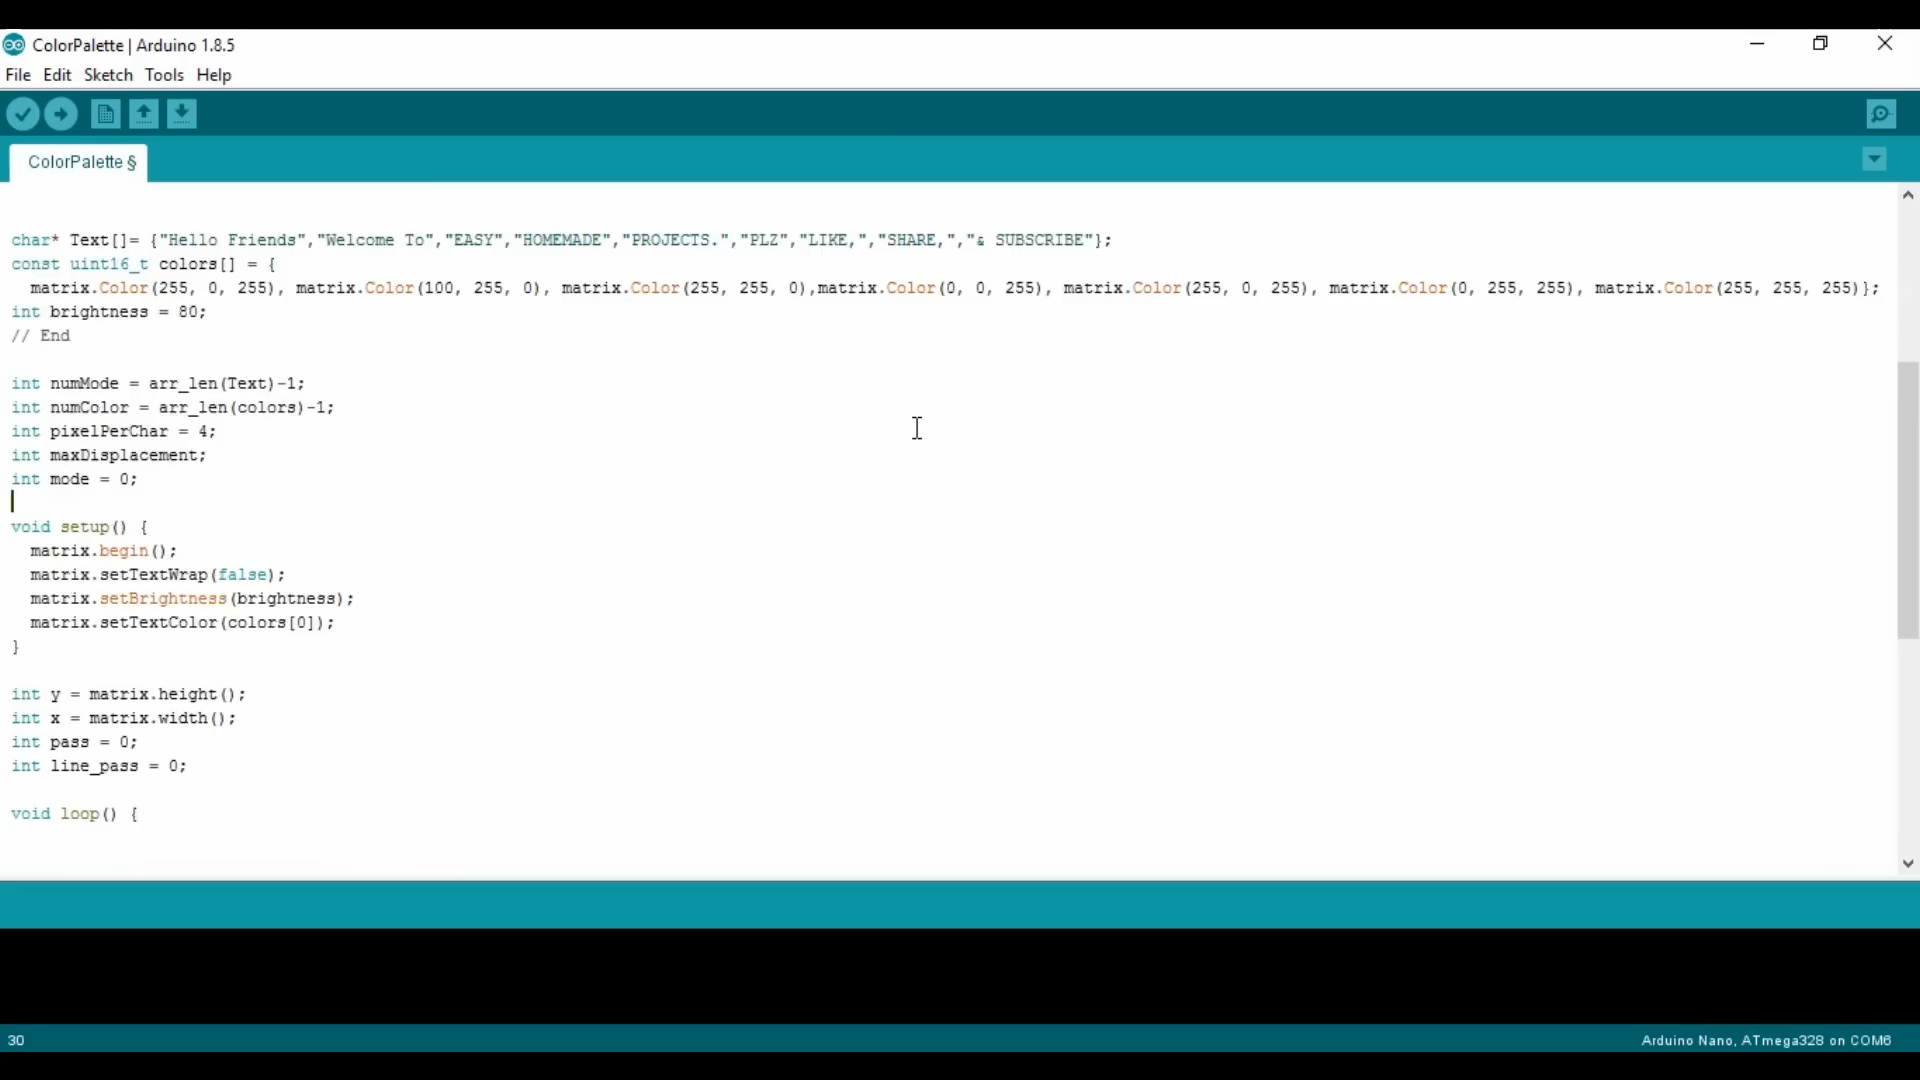 ColorPalette | Arduino 1.8.5
File Edit Sketch Tools Help
ColorPalette §
char* Text[]= {"Hello Friends","Welcome To","EASY","HOMEMADE","PROJECTS.","PLZ","LIKE,","SHARE,","& SUBSCRIBE"};
const uint16_t colors[] = {
  matrix.Color(255, 0, 255), matrix.Color(100, 255, 0), matrix.Color(255, 255, 0),matrix.Color(0, 0, 255), matrix.Color(255, 0, 255), matrix.Color(0, 255, 255), matrix.Color(255, 255, 255)};
int brightness = 80;
// End
int numMode = arr_len(Text)-1;
int numColor = arr_len(colors)-1;
int pixelPerChar = 4;
int maxDisplacement;
int mode = 0;
void setup() {
  matrix.begin();
  matrix.setTextWrap(false);
  matrix.setBrightness(brightness);
  matrix.setTextColor(colors[0]);
}
int y = matrix.height();
int x = matrix.width();
int pass = 0;
int line_pass = 0;
void loop() {
30
Arduino Nano, ATmega328 on COM6